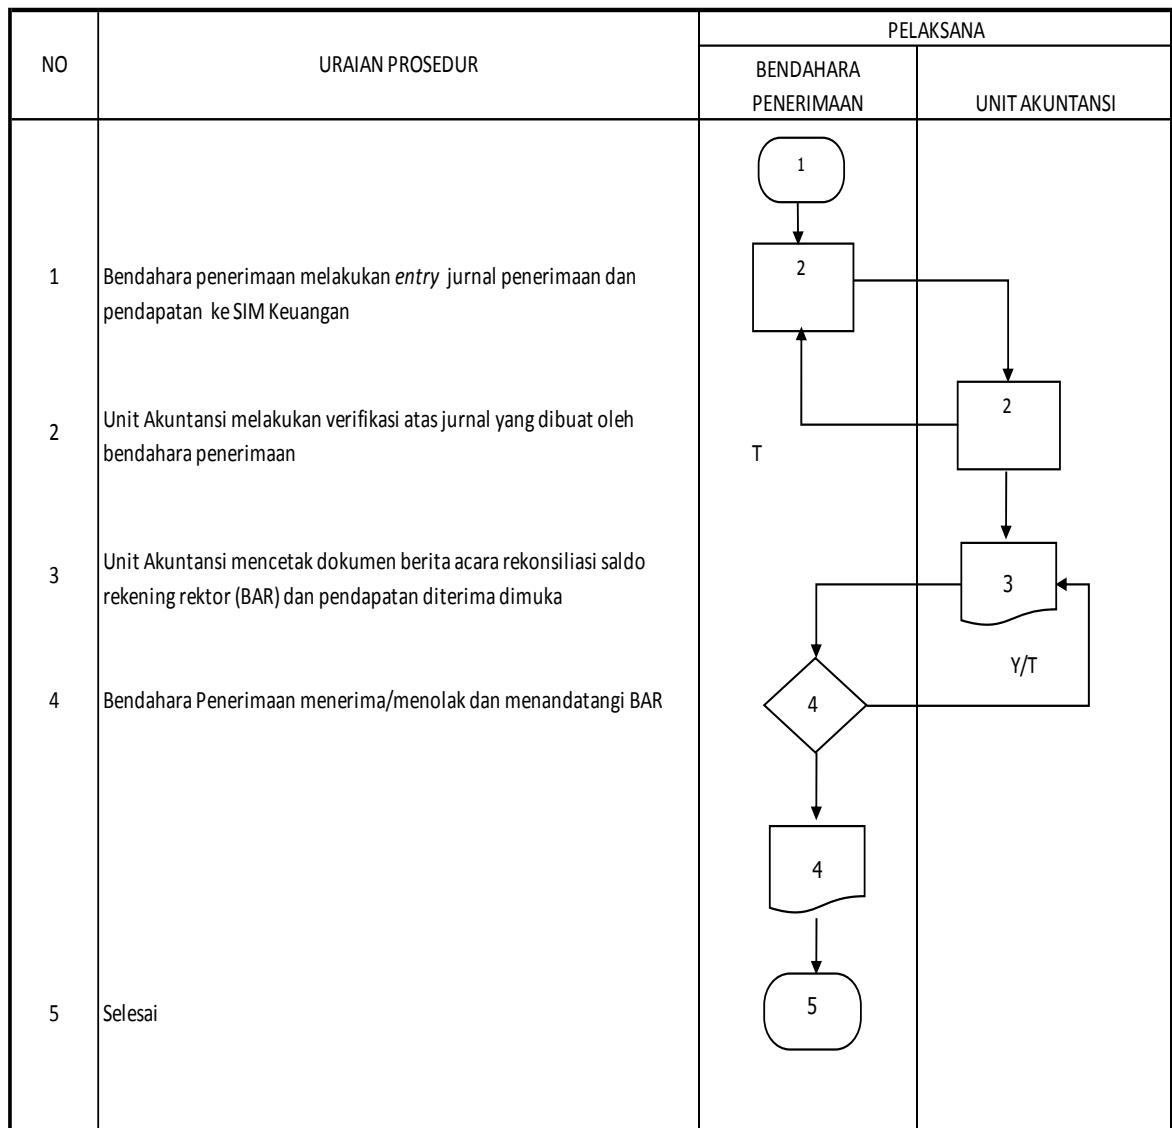 NO
URAIAN PROSEDUR
PELAKSANA
BENDAHARA
PENERIMAAN
UNIT AKUNTANSI
1
2
1
Bendahara penerimaan melakukan entry jurnal penerimaan dan
pendapatan ke SIM Keuangan
2
2
Unit Akuntansi melakukan verifikasi atas jurnal yang dibuat oleh
bendahara penerimaan
T
3
Unit Akuntansi mencetak dokumen berita acara rekonsiliasi saldo
rekening rektor (BAR) dan pendapatan diterima dimuka
3
Y/T
4
Bendahara Penerimaan menerima/menolak dan menandatangi BAR
4
4
5
Selesai
5